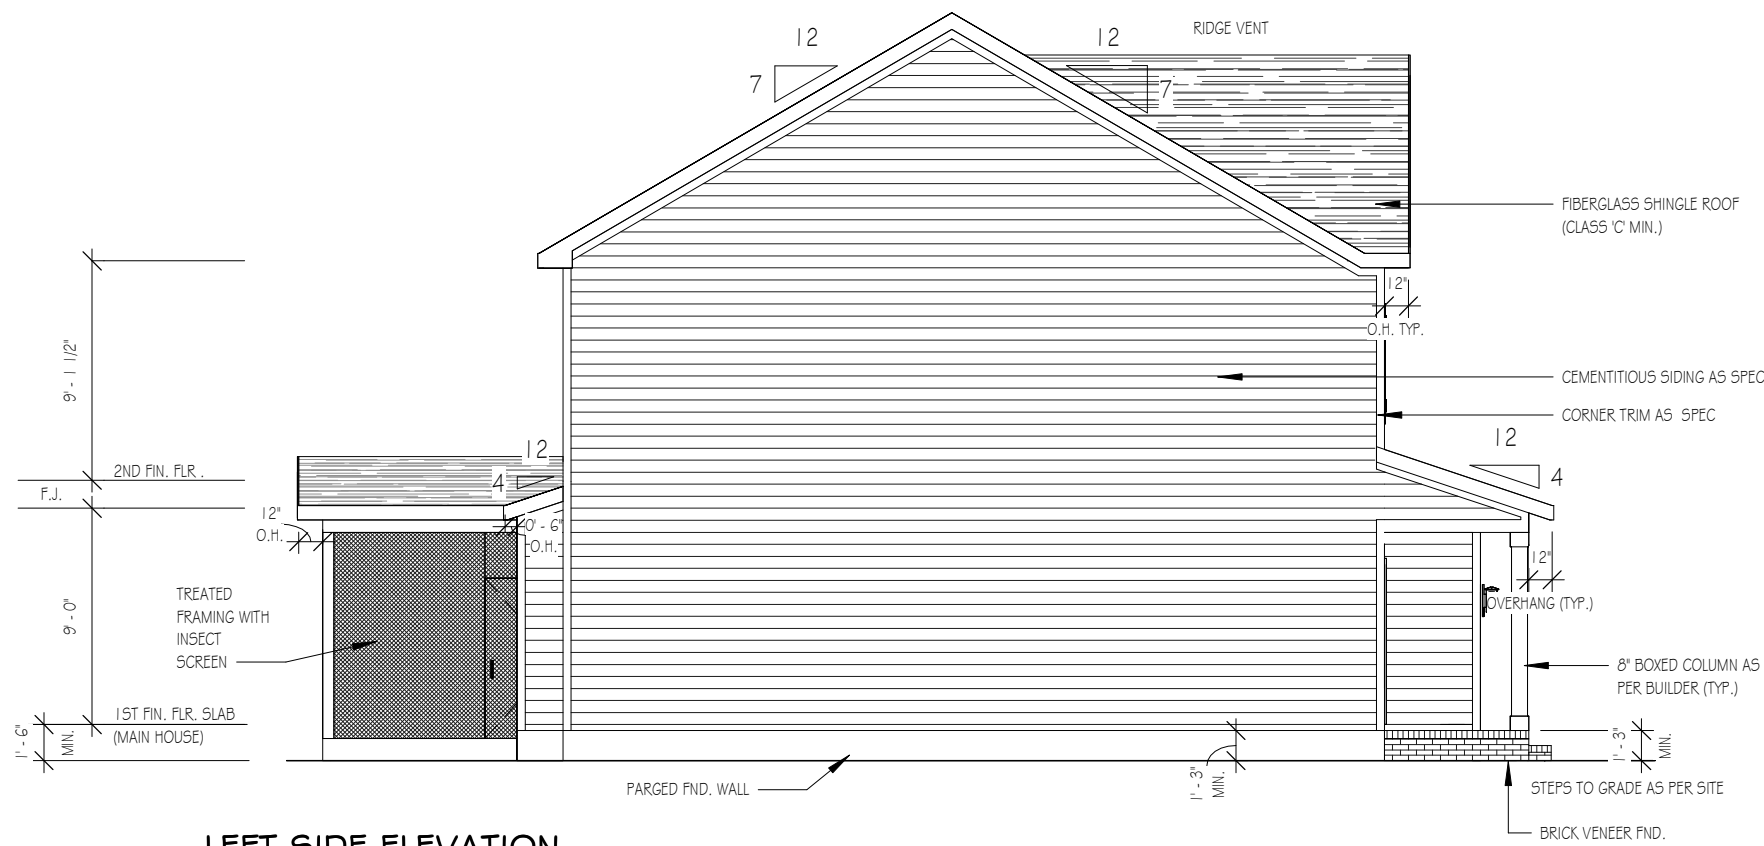 RIDGE VENT
12
7
12
7
FIBERGLASS SHINGLE ROOF
(CLASS 'C' MIN.)
12"
O.H. TYP.
9' - 1 1/2"
CEMENTITIOUS SIDING AS SPEC
CORNER TRIM AS SPEC
12
4
12
4
2ND FIN. FLR .
F.J.
12"
O.H.
0' - 6"
O.H.
12"
OVERHANG (TYP.)
9' - 0"
TREATED
FRAMING WITH
INSECT
SCREEN
8" BOXED COLUMN AS
PER BUILDER (TYP.)
1ST FIN. FLR. SLAB
(MAIN HOUSE)
1' - 6"
MIN.
1' - 3"
MIN.
1' - 3"
MIN.
PARGED FND. WALL
STEPS TO GRADE AS PER SITE
BRICK VENEER FND.
LEFT SIDE ELEVATION